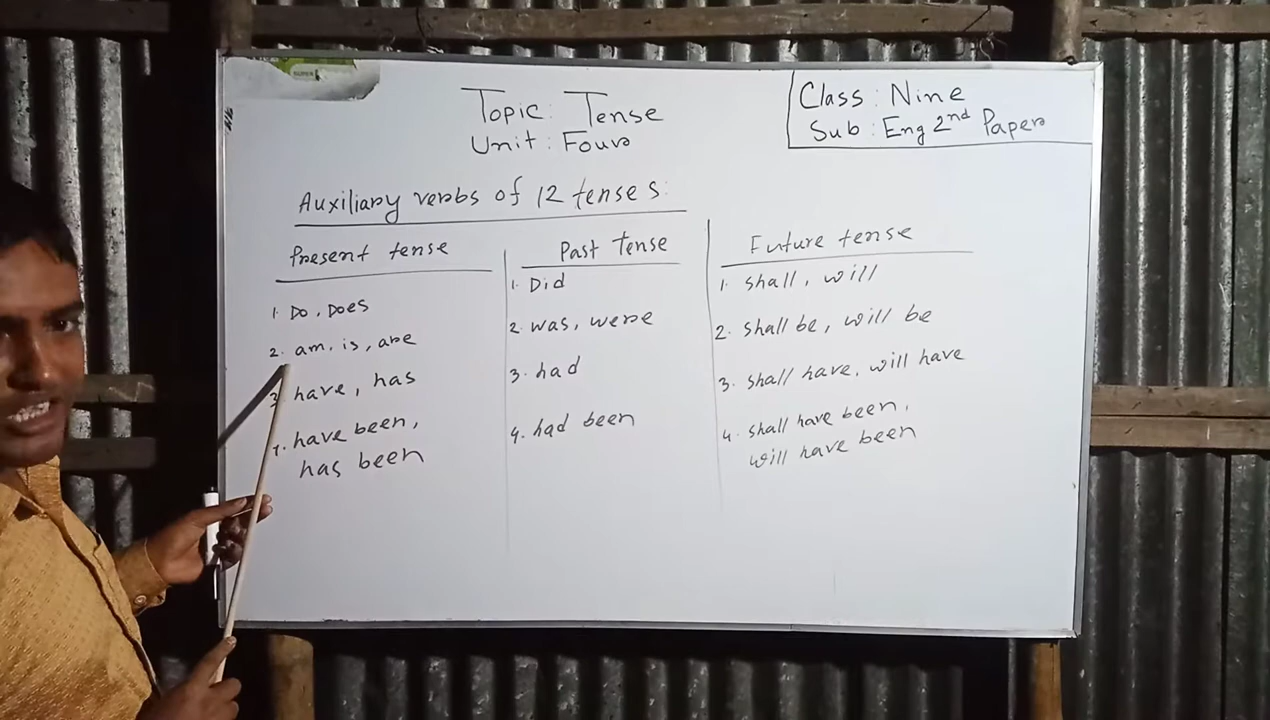 SUPER
Topic: Tense
Unit: Four
Class: Nine
Sub: Eng 2nd Paper
Auxiliary verbs of 12 tenses:
Present tense
1. Do, Does
2. am, is, are
3. have, has
4. have been,
has been
Past Tense
1. Did
2. was, were
3. had
4. had been
Future tense
1. shall, will
2. shall be, will be
3. shall have, will have
4. shall have been,
will have been